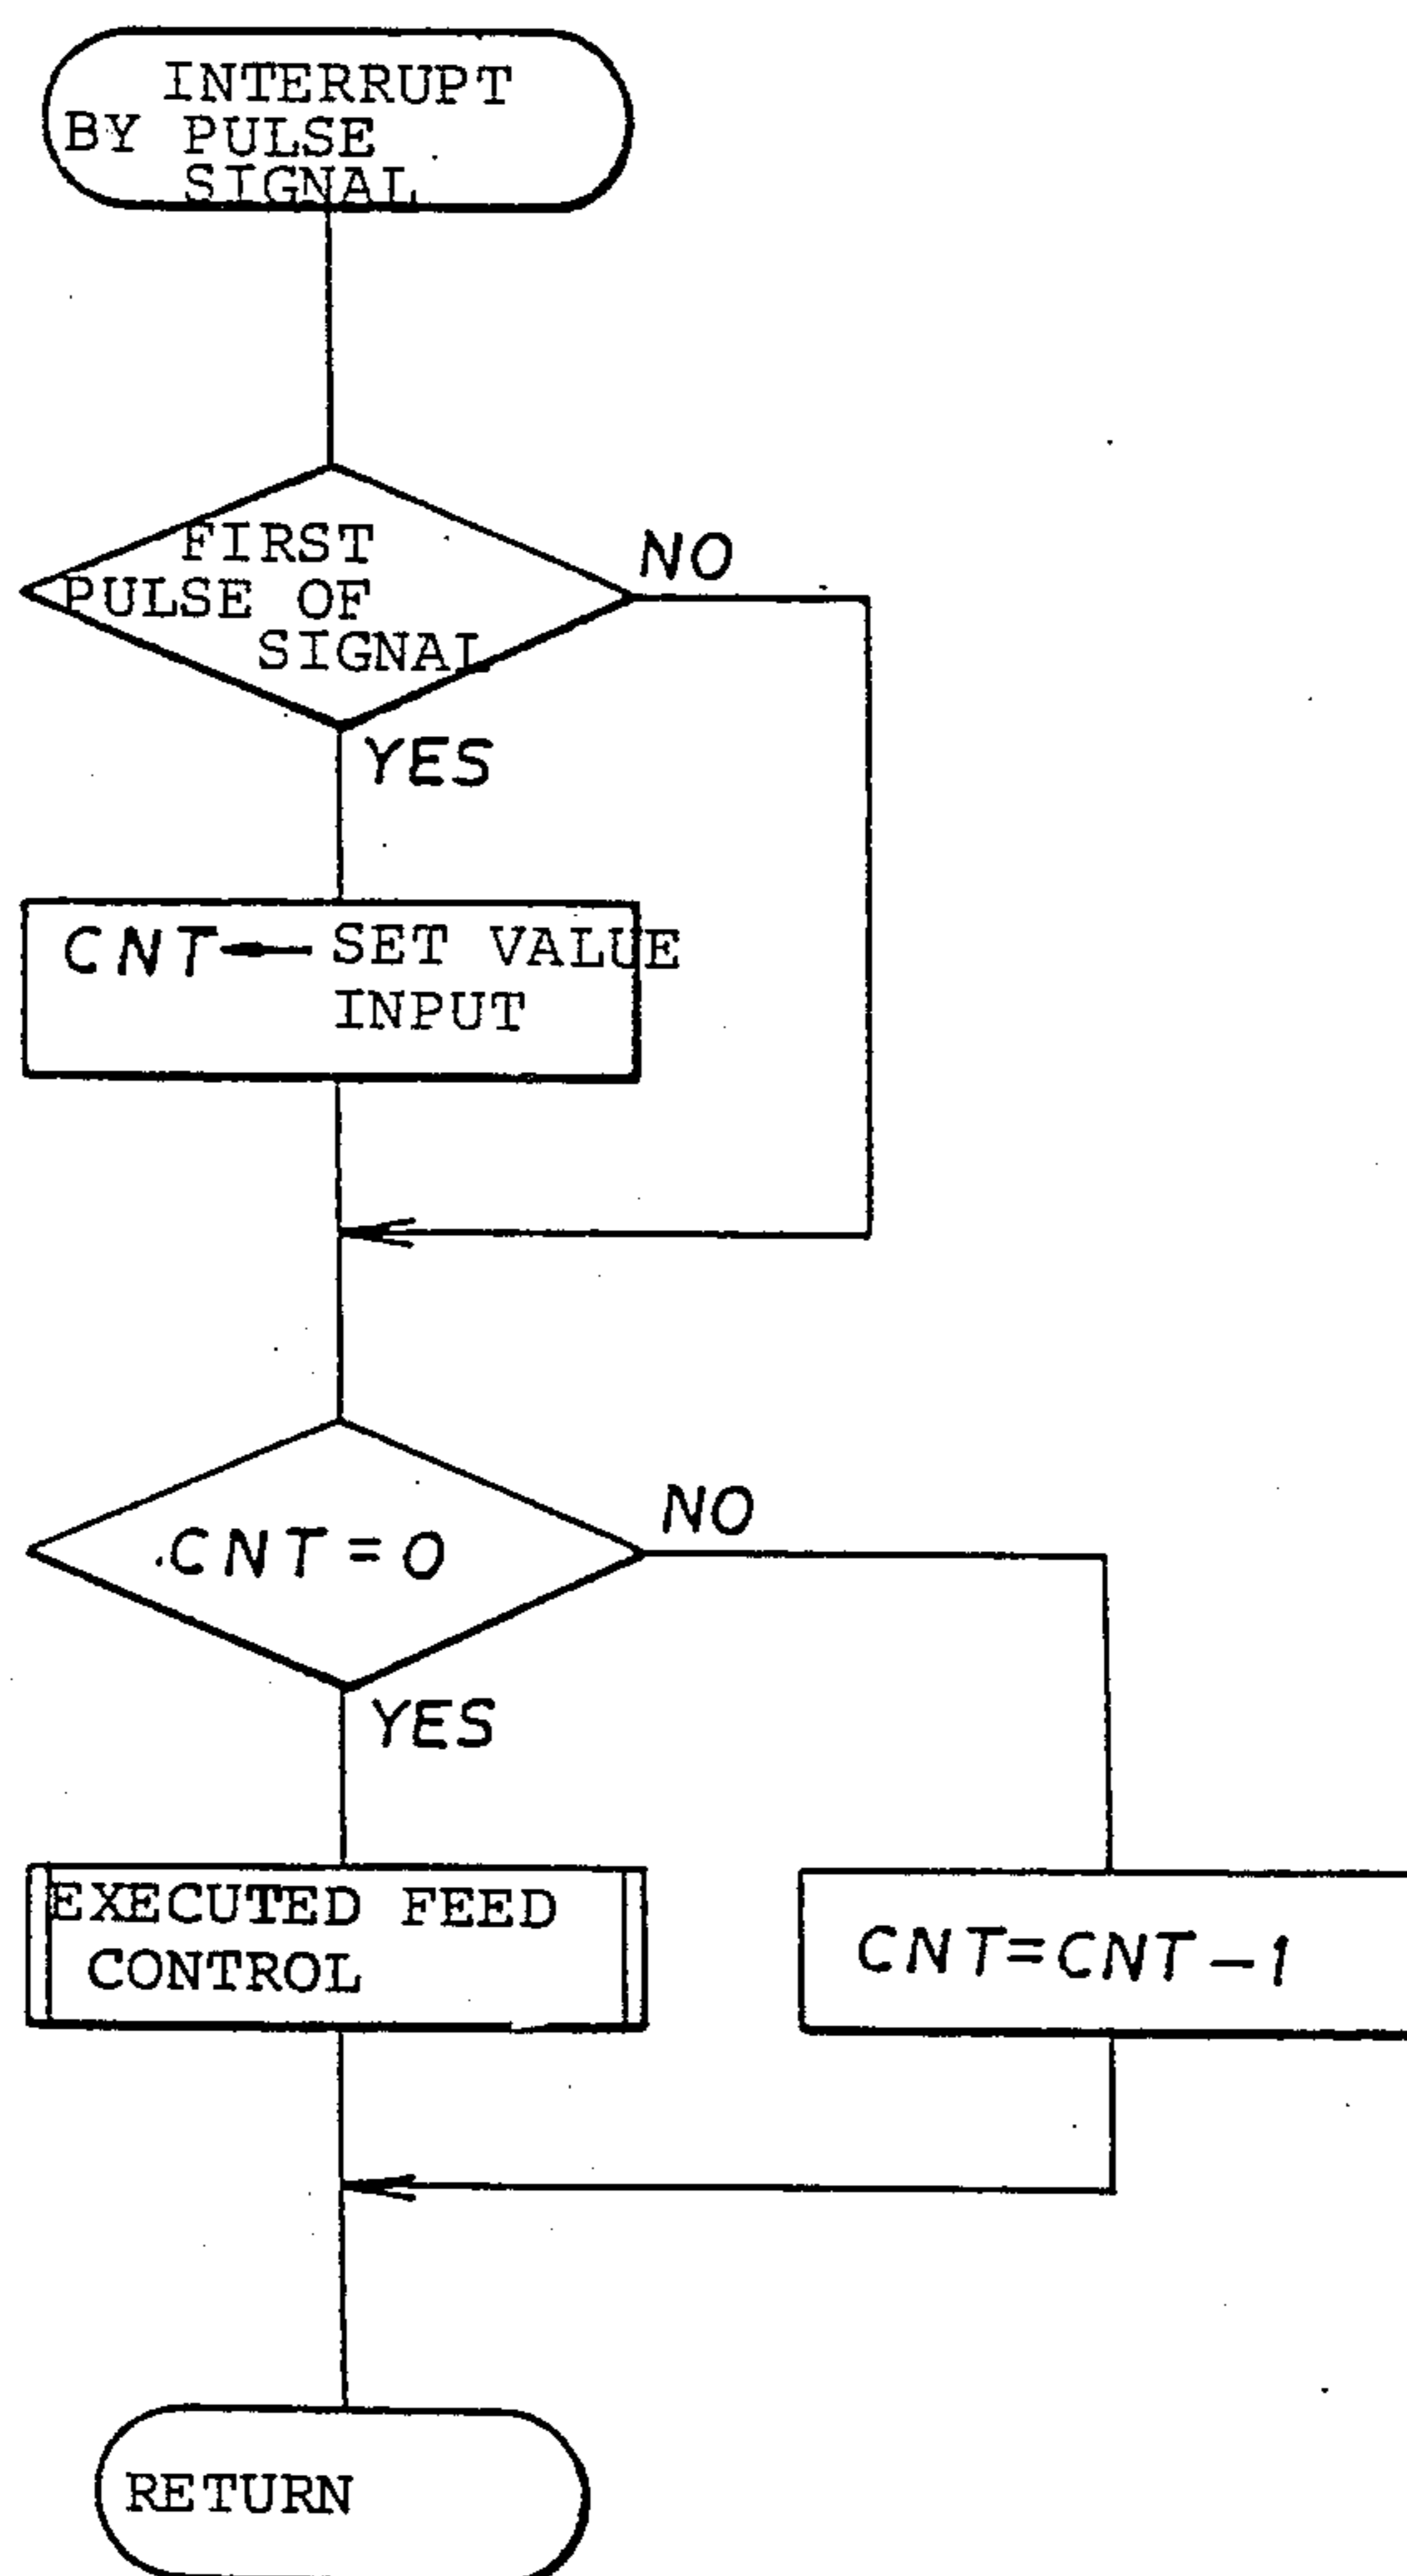 INTERRUPT
BY PULSE
SIGNAL
FIRST
PULSE OF
SIGNAL
NO
YES
CNT← SET VALUE
INPUT
CNT=0
NO
YES
EXECUTED FEED
CONTROL
CNT=CNT-1
RETURN